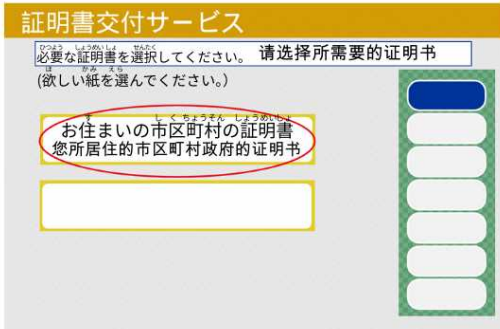 証明書交付サービス
必要な証明書を選択してください。 请选择所需要的证明书
(欲しい紙を選んでください。)
お住まいの市区町村の証明書
您所居住的市区町村政府的证明书